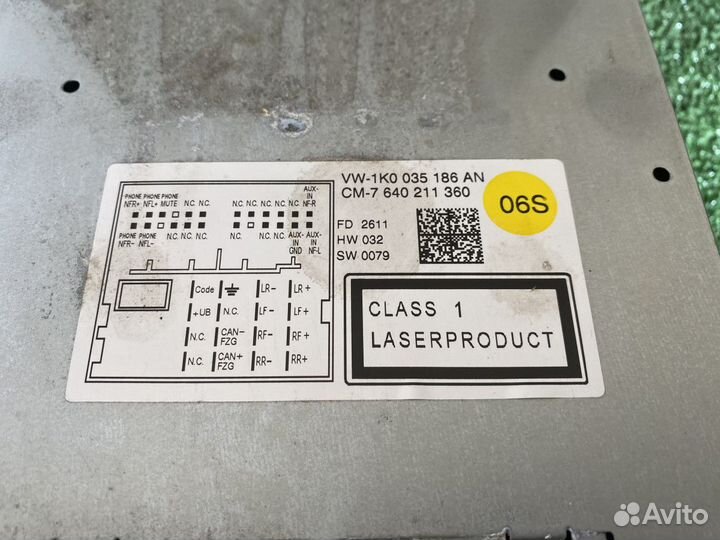 VW-1K0 035 186 AN
CM-7 640 211 360
06S
FD 2611
HW 032
SW 0079
CLASS 1
LASERPRODUCT
PHONE PHONE PHONE AUX-
NFR+ NFL+ MUTE N.C. N.C. N.C. N.C. N.C. N.C. IN
NF-R
PHONE PHONE N.C. N.C. N.C. N.C. N.C. N.C. AUX- AUX-
NFR- NFL- IN IN
GND NF-L
Code LR- LR+
+UB N.C. LF- LF+
N.C. CAN- RF- RF+
FZG
N.C. CAN+ RR- RR+
FZG
Avito